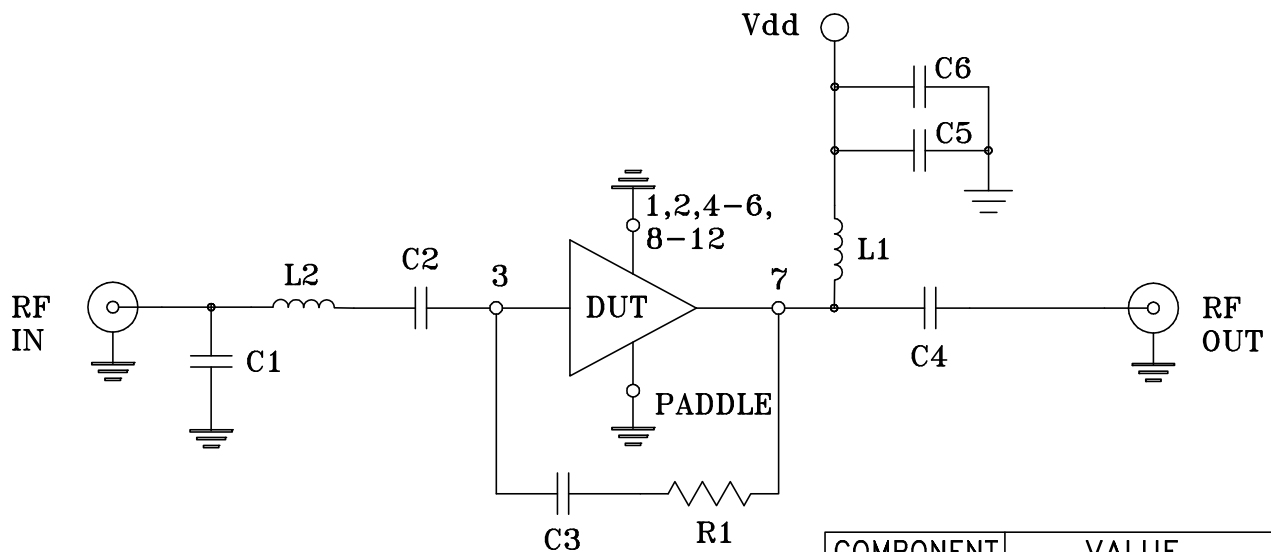 Vdd
C6
C5
1,2,4-6,
8-12
L1
C2
L2
3
7
DUT
RF
IN
RF
OUT
C1
C4
PADDLE
C3
R1
COMPONENT
VALUE